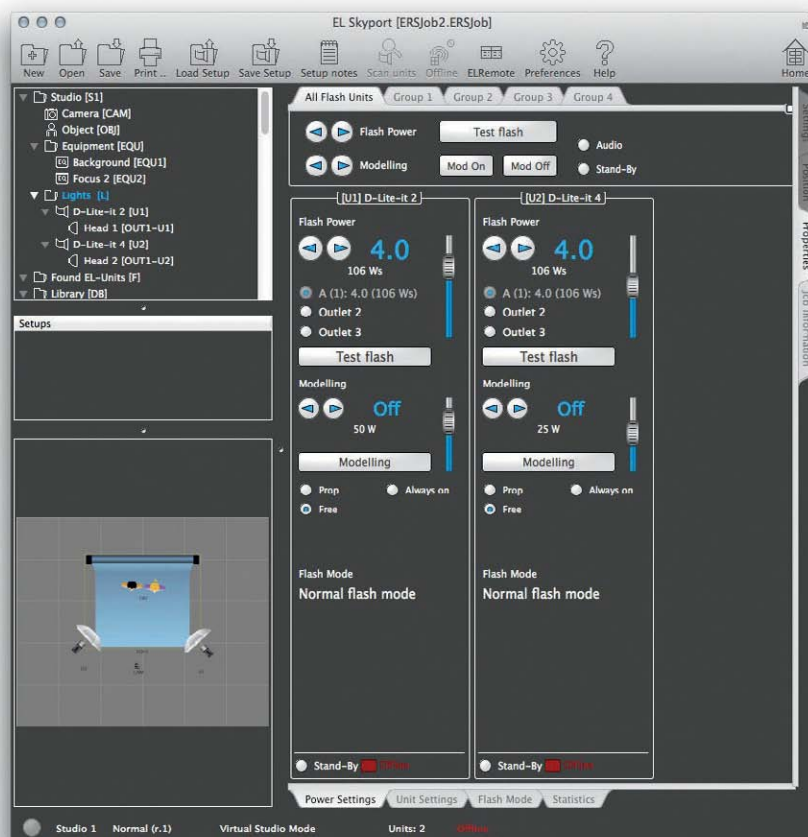 EL Skyport [ERSJob2.ERSJob]
New Open Save Print .. Load Setup Save Setup Setup notes Scan units Offline ELRemote Preferences Help Home
Studio [S1]
Camera [CAM]
Object [OBJ]
Equipment [EQU]
EQ Background [EQU1]
EQ Focus 2 [EQU2]
Lights [L]
D-Lite-it 2 [U1]
Head 1 [OUT1-U1]
D-Lite-it 4 [U2]
Head 2 [OUT1-U2]
Found EL-Units [F]
Library [DB]
Setups
All Flash Units Group 1 Group 2 Group 3 Group 4
Flash Power Test flash
Audio
Modelling Mod On Mod Off
Stand-By
[U1] D-Lite-it 2
Flash Power
4.0
106 Ws
A (1): 4.0 (106 Ws)
Outlet 2
Outlet 3
Test flash
Modelling
Off
50 W
Modelling
Prop Always on
Free
Flash Mode
Normal flash mode
Stand-By Offline
[U2] D-Lite-it 4
Flash Power
4.0
106 Ws
A (1): 4.0 (106 Ws)
Outlet 2
Outlet 3
Test flash
Modelling
Off
25 W
Modelling
Prop Always on
Free
Flash Mode
Normal flash mode
Stand-By Offline
Settings
Position
Properties
Job Information
Power Settings Unit Settings Flash Mode Statistics
Studio 1 Normal (r.1) Virtual Studio Mode Units: 2 Offline